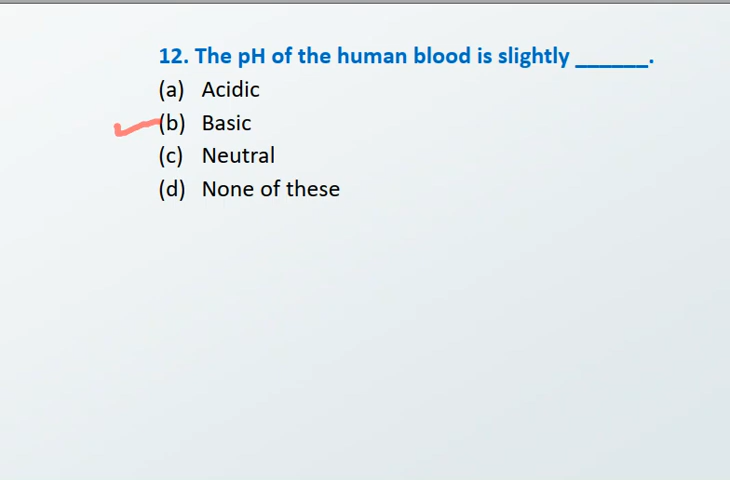 12. The pH of the human blood is slightly ______.
(a) Acidic
(b) Basic
(c) Neutral
(d) None of these